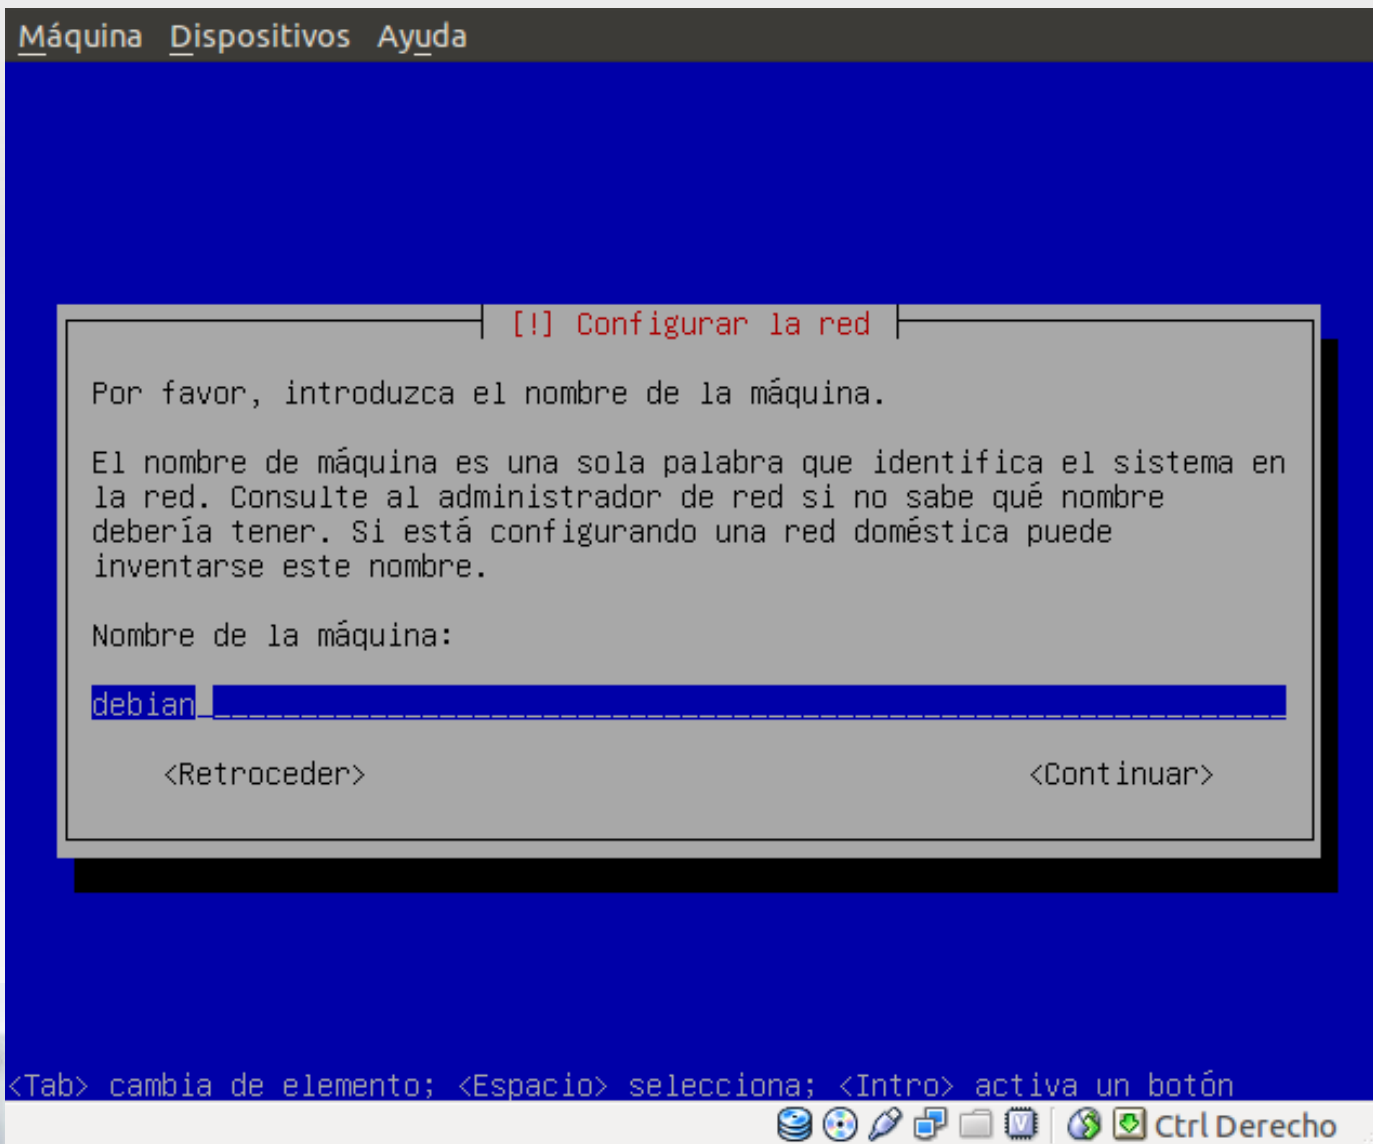 Máquina Dispositivos Ayuda
[!] Configurar la red
Por favor, introduzca el nombre de la máquina.
El nombre de máquina es una sola palabra que identifica el sistema en
la red. Consulte al administrador de red si no sabe qué nombre
debería tener. Si está configurando una red doméstica puede
inventarse este nombre.
Nombre de la máquina:
debian
<Retroceder> <Continuar>
<Tab> cambia de elemento; <Espacio> selecciona; <Intro> activa un botón
Ctrl Derecho